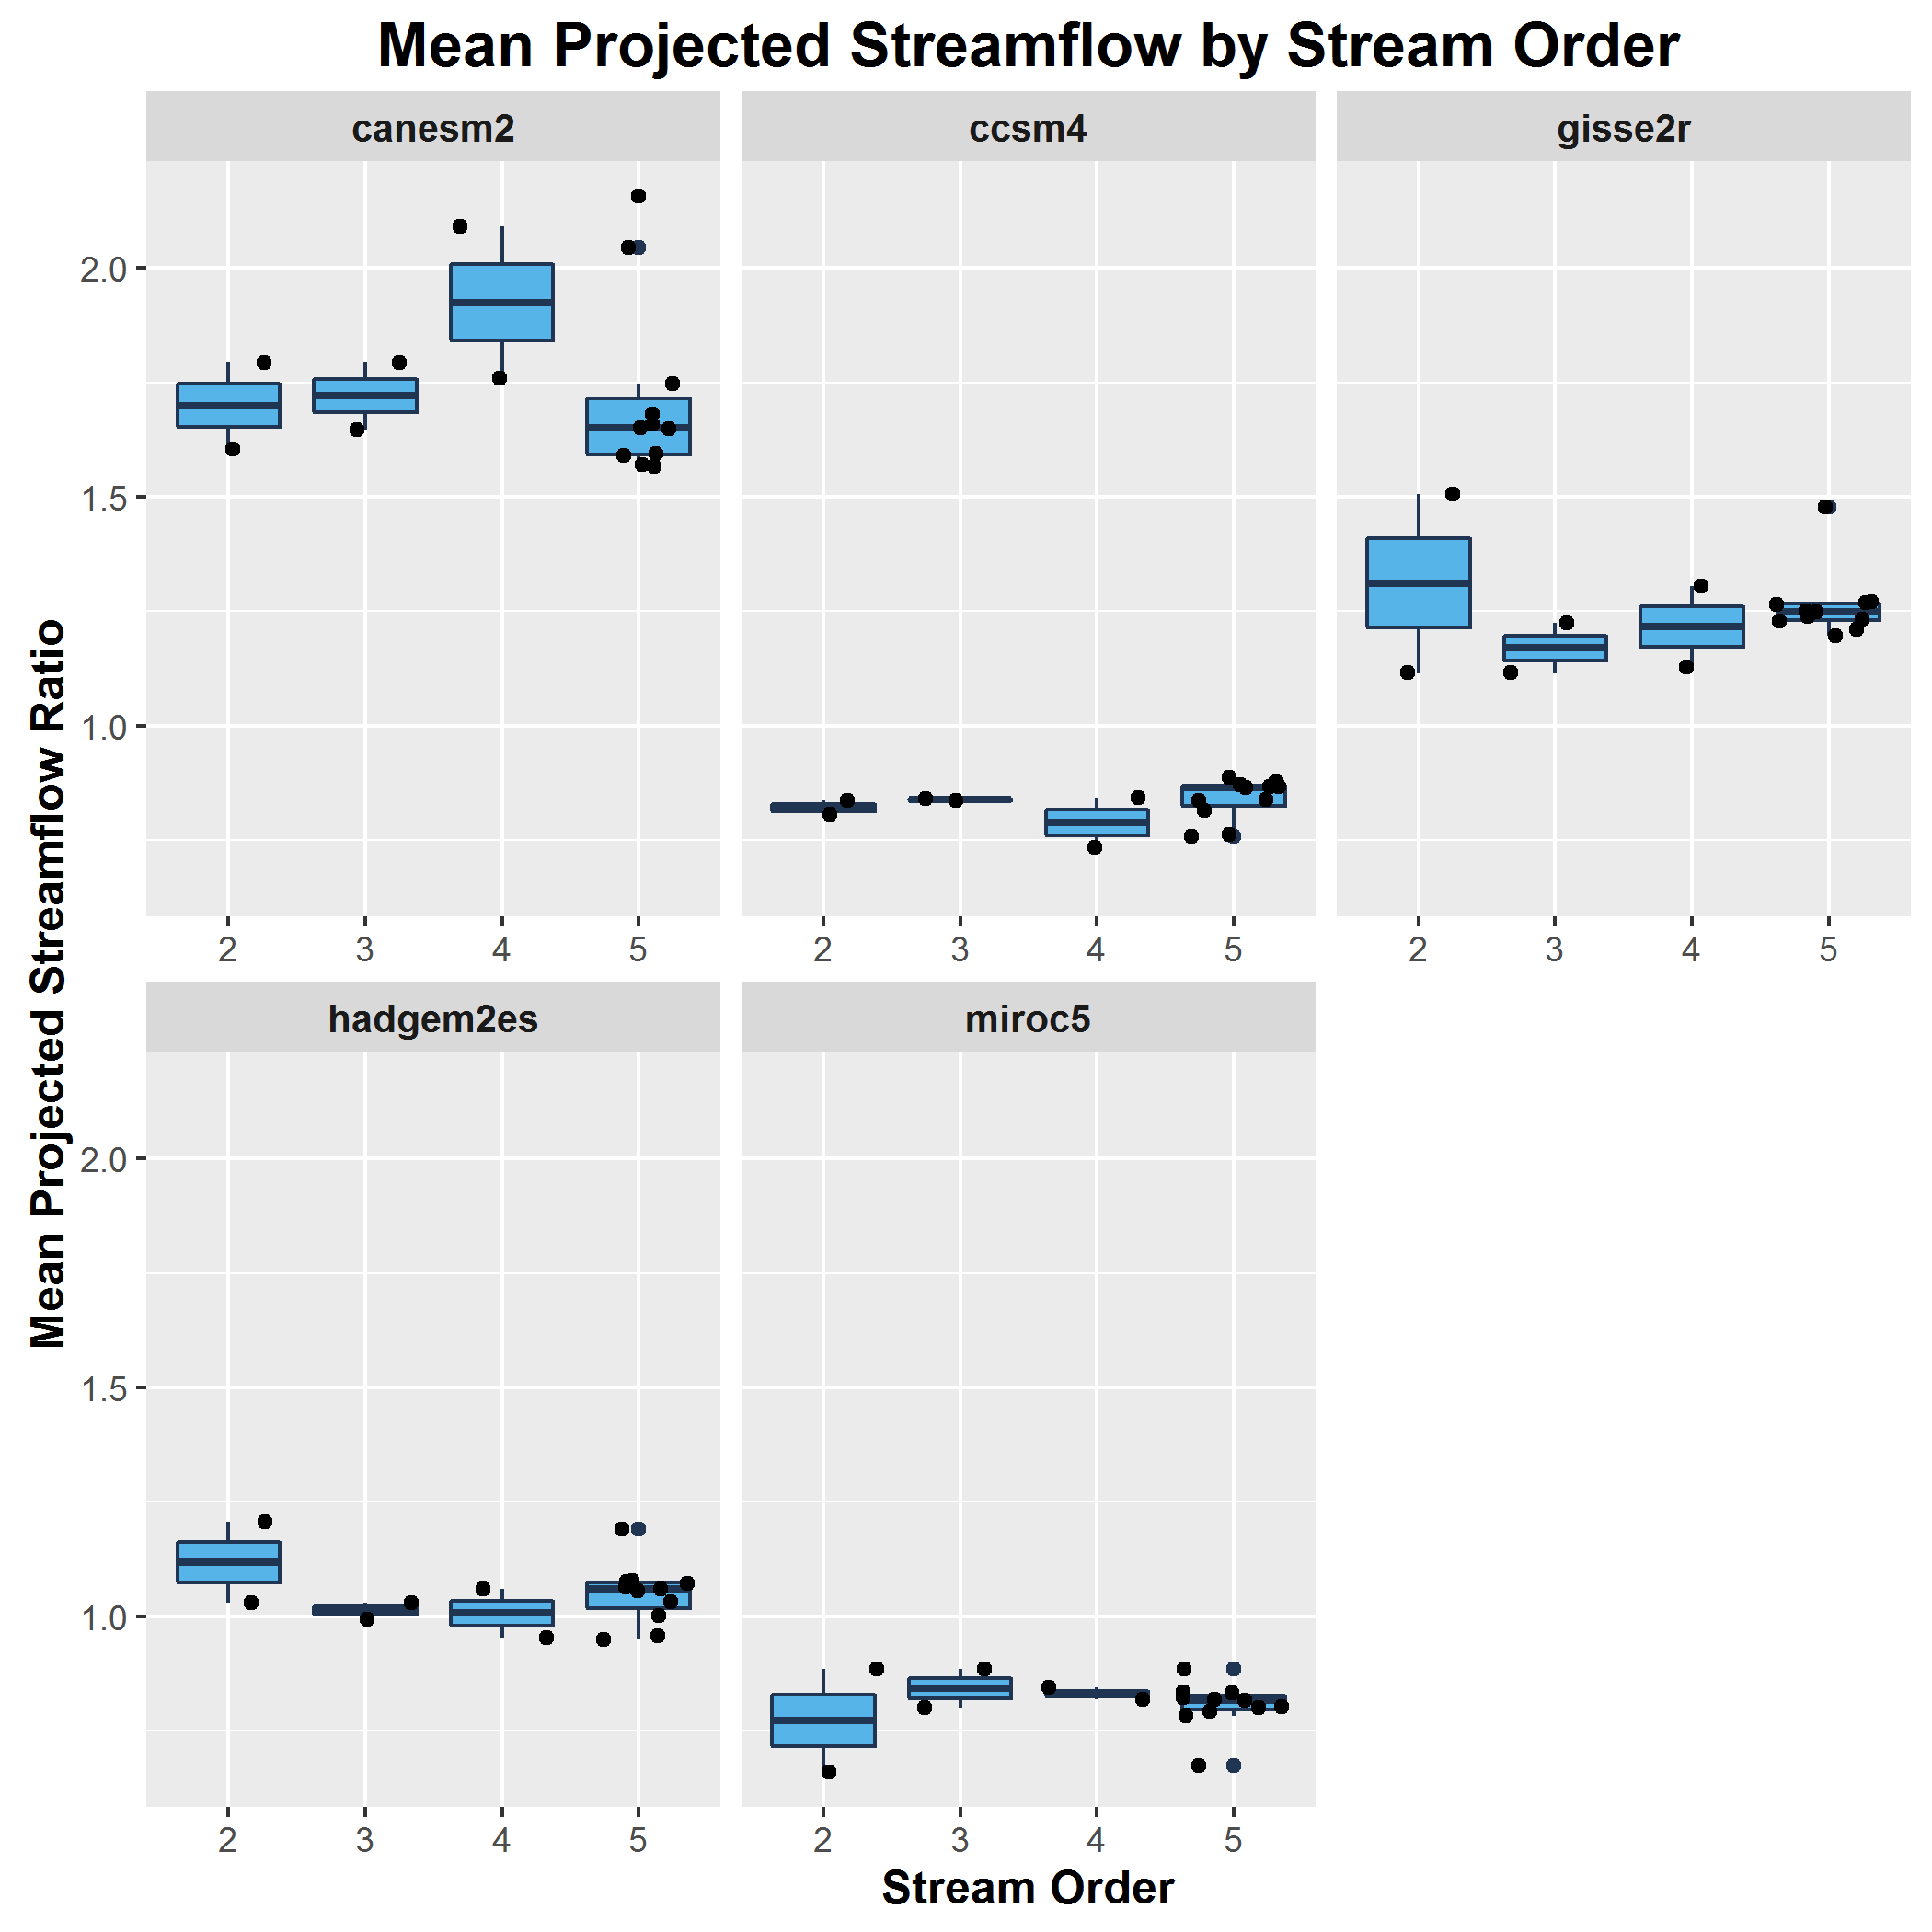 Mean Projected Streamflow by Stream Order
canesm2
ccsm4
gisse2r
Mean Projected Streamflow Ratio
2.0
1.5
1.0
2 3 4 5
2 3 4 5
2 3 4 5
hadgem2es
miroc5
2.0
1.5
1.0
2 3 4 5
2 3 4 5
Stream Order